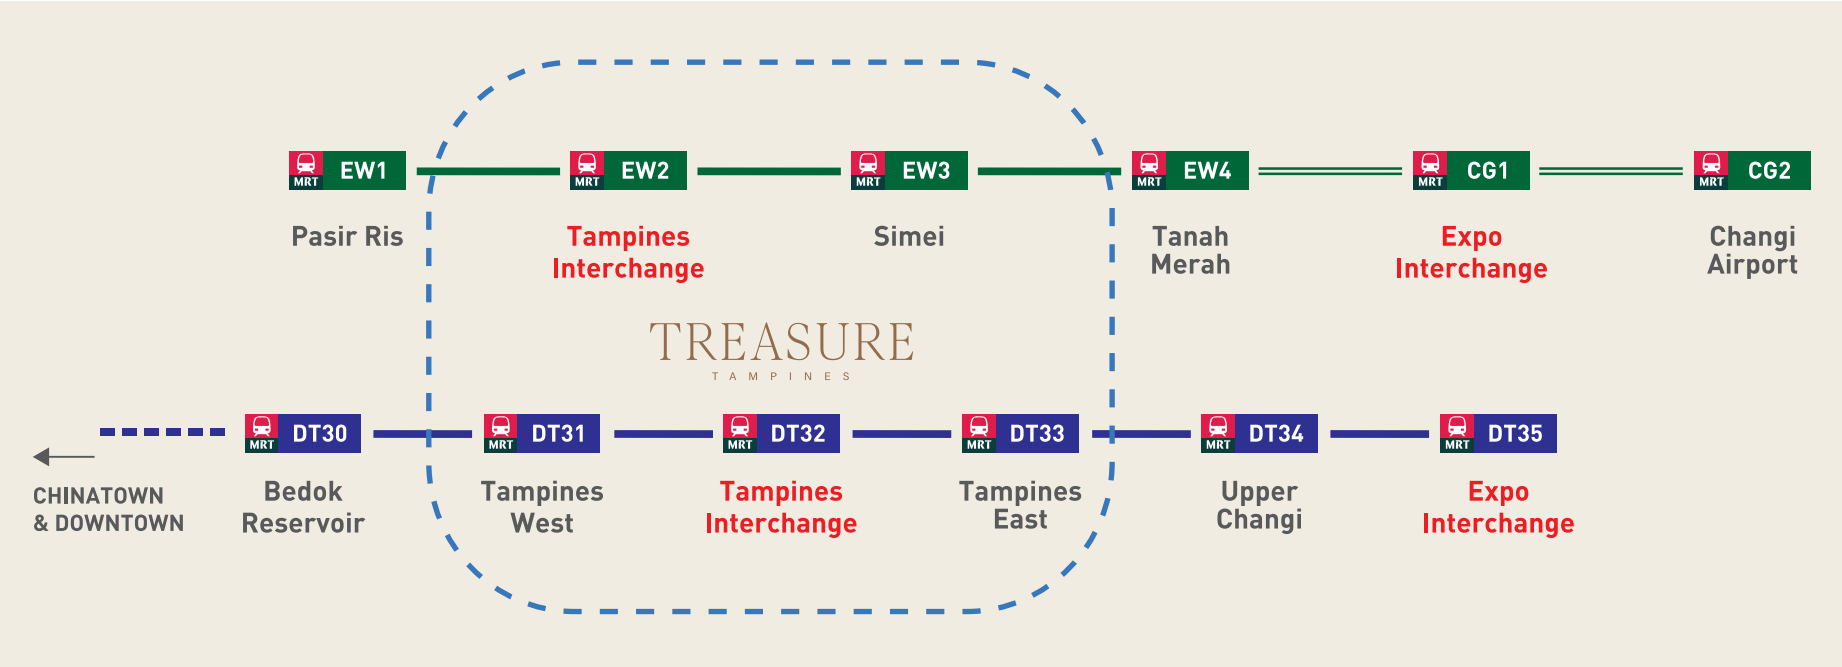 MRT EW1
MRT EW2
MRT EW3
MRT EW4
MRT CG1
MRT CG2
Pasir Ris
Tampines
Interchange
Simei
Tanah
Merah
Expo
Interchange
Changi
Airport
TREASURE
TAMPINES
MRT DT30
MRT DT31
MRT DT32
MRT DT33
MRT DT34
MRT DT35
CHINATOWN
& DOWNTOWN
Bedok
Reservoir
Tampines
West
Tampines
Interchange
Tampines
East
Upper
Changi
Expo
Interchange